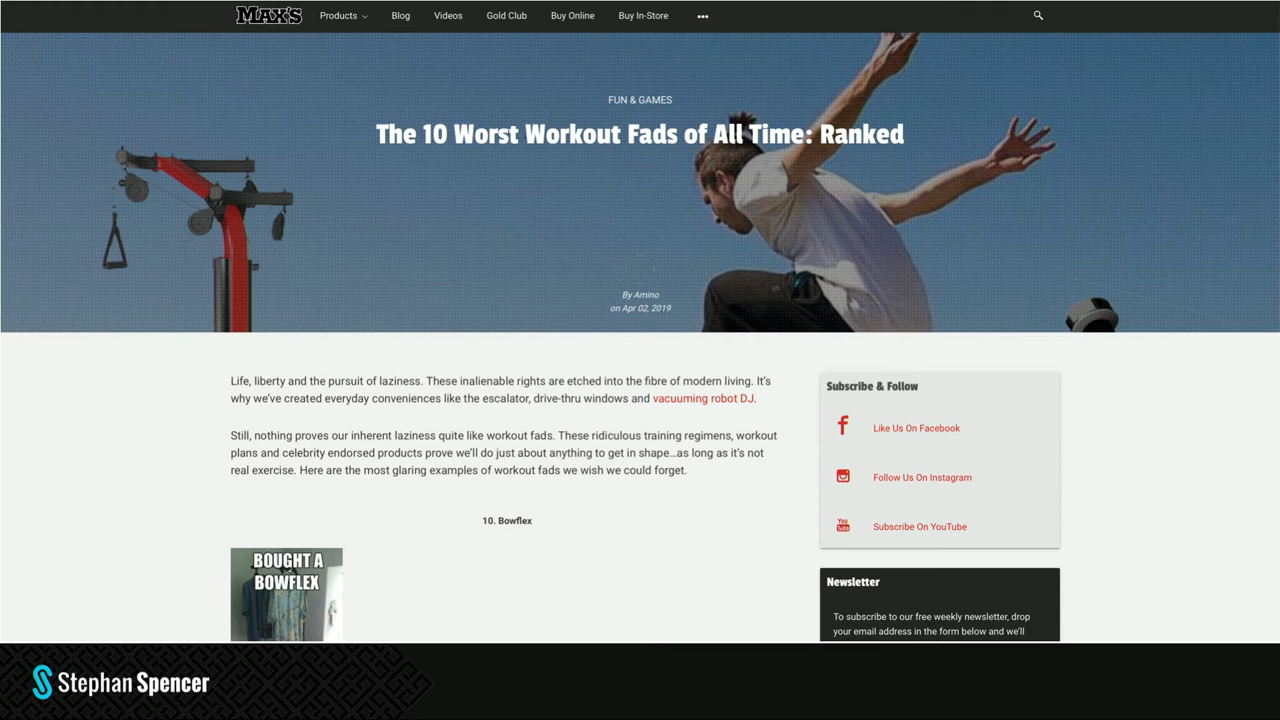 MAX'S
Products
Blog
Videos
Gold Club
Buy Online
Buy In-Store
FUN & GAMES
The 10 Worst Workout Fads of All Time: Ranked
By Amino
on Apr 02, 2019
Life, liberty and the pursuit of laziness. These inalienable rights are etched into the fibre of modern living. It's
why we've created everyday conveniences like the escalator, drive-thru windows and vacuuming robot DJ.
Still, nothing proves our inherent laziness quite like workout fads. These ridiculous training regimens, workout
plans and celebrity endorsed products prove we'll do just about anything to get in shape...as long as it's not
real exercise. Here are the most glaring examples of workout fads we wish we could forget.
10. Bowflex
BOUGHT A
BOWFLEX
Subscribe & Follow
Like Us On Facebook
Follow Us On Instagram
You
Tube
Subscribe On YouTube
Newsletter
To subscribe to our free weekly newsletter, drop
your email address in the form below and we'll
Stephan Spencer